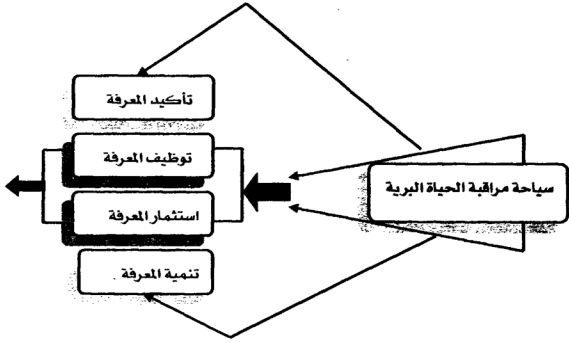 تأكيد المعرفة
توظيف المعرفة
سياحة مراقبة الحياة البرية
استثمار المعرفة
تنمية المعرفة